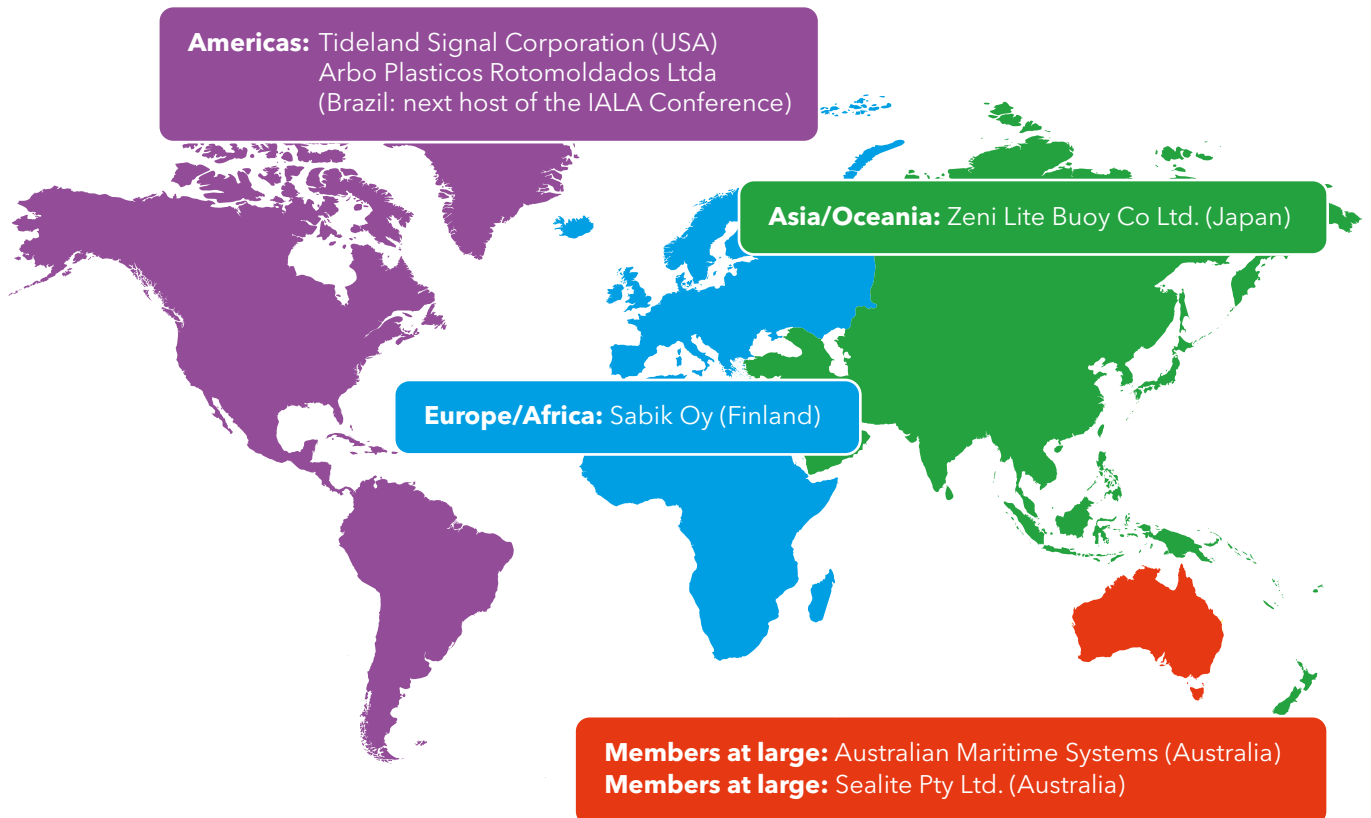 Americas: Tideland Signal Corporation (USA)
Arbo Plasticos Rotomoldados Ltda
(Brazil: next host of the IALA Conference)
Asia/Oceania: Zeni Lite Buoy Co Ltd. (Japan)
Europe/Africa: Sabik Oy (Finland)
Members at large: Australian Maritime Systems (Australia)
Members at large: Sealite Pty Ltd. (Australia)